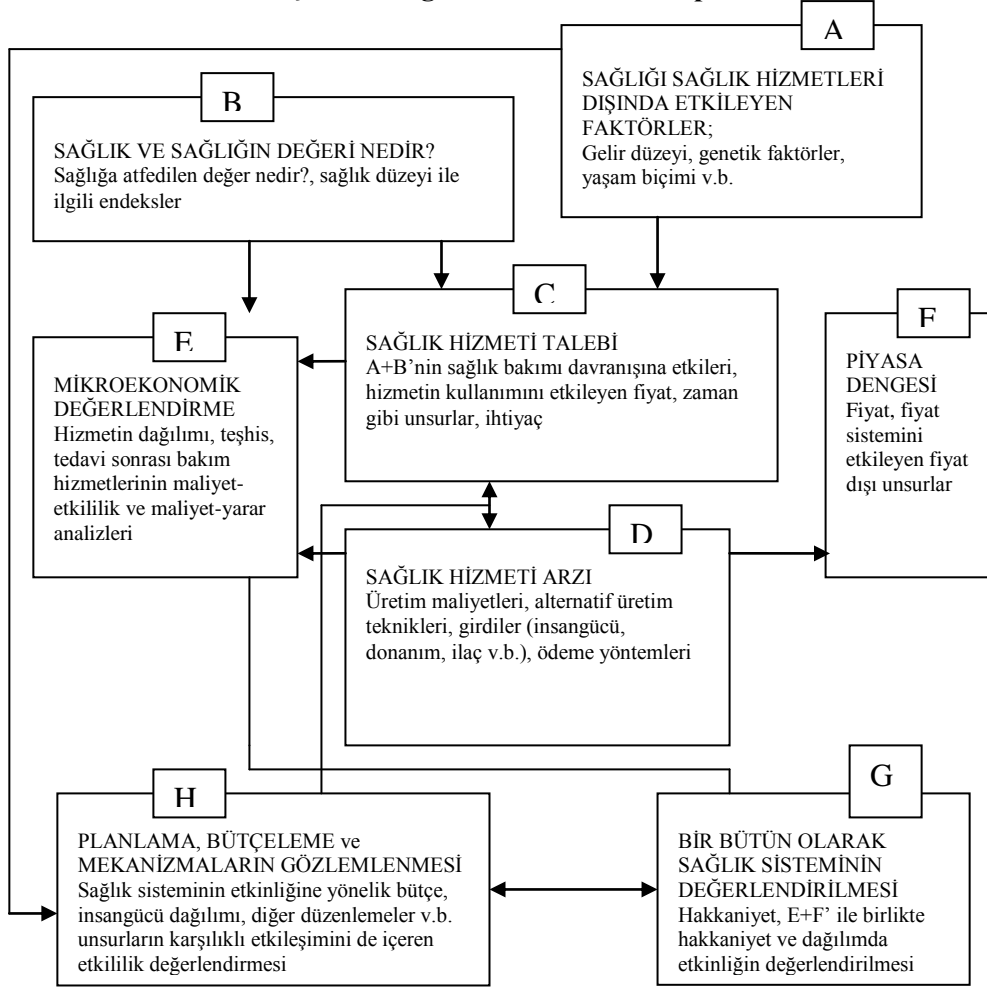 A
SAĞLIĞI SAĞLIK HİZMETLERİ
DIŞINDA ETKİLEYEN
FAKTÖRLER;
Gelir düzeyi, genetik faktörler,
yaşam biçimi v.b.
B
SAĞLIK VE SAĞLIĞIN DEĞERİ NEDİR?
Sağlığa atfedilen değer nedir?, sağlık düzeyi ile
ilgili endeksler
C
SAĞLIK HİZMETİ TALEBİ
A+B’nin sağlık bakımı davranışına etkileri,
hizmetin kullanımını etkileyen fiyat, zaman
gibi unsurlar, ihtiyaç
E
MİKROEKONOMİK
DEĞERLENDİRME
Hizmetin dağılımı, teşhis,
tedavi sonrası bakım
hizmetlerinin maliyet-
etkililik ve maliyet-yarar
analizleri
F
PİYASA
DENGESİ
Fiyat, fiyat
sistemini
etkileyen fiyat
dışı unsurlar
D
SAĞLIK HİZMETİ ARZI
Üretim maliyetleri, alternatif üretim
teknikleri, girdiler (insangücü,
donanım, ilaç v.b.), ödeme yöntemleri
H
PLANLAMA, BÜTÇELEME ve
MEKANİZMALARIN GÖZLEMLENMESİ
Sağlık sisteminin etkinliğine yönelik bütçe,
insangücü dağılımı, diğer düzenlemeler v.b.
unsurların karşılıklı etkileşimini de içeren
etkililik değerlendirmesi
G
BİR BÜTÜN OLARAK
SAĞLIK SİSTEMİNİN
DEĞERLENDİRİLMESİ
Hakkaniyet, E+F’ ile birlikte
hakkaniyet ve dağılımda
etkinliğin değerlendirilmesi